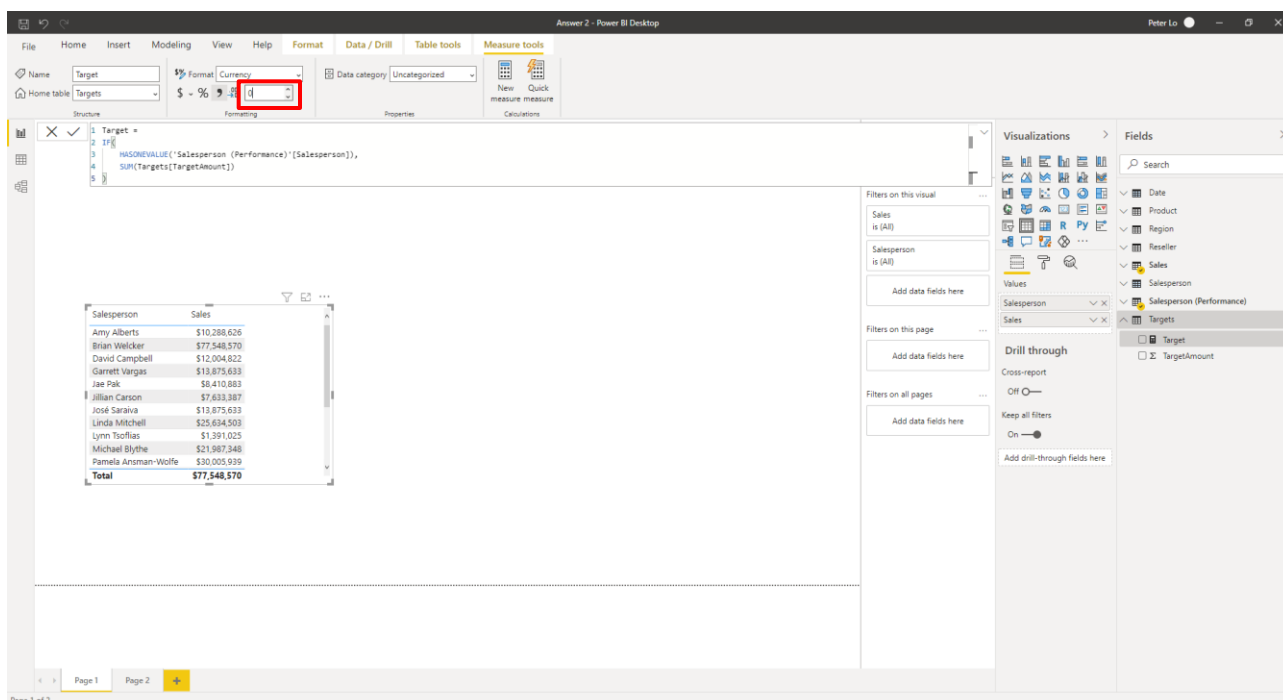 Answer 2 - Power BI Desktop
Peter Lo
File Home Insert Modeling View Help Format Data / Drill Table tools Measure tools
Name Target
Home table Targets
Structure
Format Currency
$ % 0
Formatting
Data category Uncategorized
Properties
New measure
Quick measure
Calculations
1 Target =
2 IF(
3 HASONEVALUE('Salesperson (Performance)'[Salesperson]),
4 SUM(Targets[TargetAmount])
5 )
Salesperson Sales
Amy Alberts $10,288,626
Brian Welcker $77,548,570
David Campbell $12,004,822
Garrett Vargas $13,875,633
Jae Pak $8,410,883
Jillian Carson $7,633,387
José Saraiva $13,875,633
Linda Mitchell $25,634,503
Lynn Tsoflias $1,391,025
Michael Blythe $21,987,348
Pamela Ansman-Wolfe $30,005,939
Total $77,548,570
Filters on this visual ...
Sales
is (All)
Salesperson
is (All)
Add data fields here
Filters on this page ...
Add data fields here
Filters on all pages ...
Add data fields here
Visualizations
R Py
Values
Salesperson
Sales
Drill through
Cross-report
Off
Keep all filters
On
Add drill-through fields here
Fields
Search
Date
Product
Region
Reseller
Sales
Salesperson
Salesperson (Performance)
Targets
Target
Σ TargetAmount
Page 1 Page 2 +
Page 1 of 2